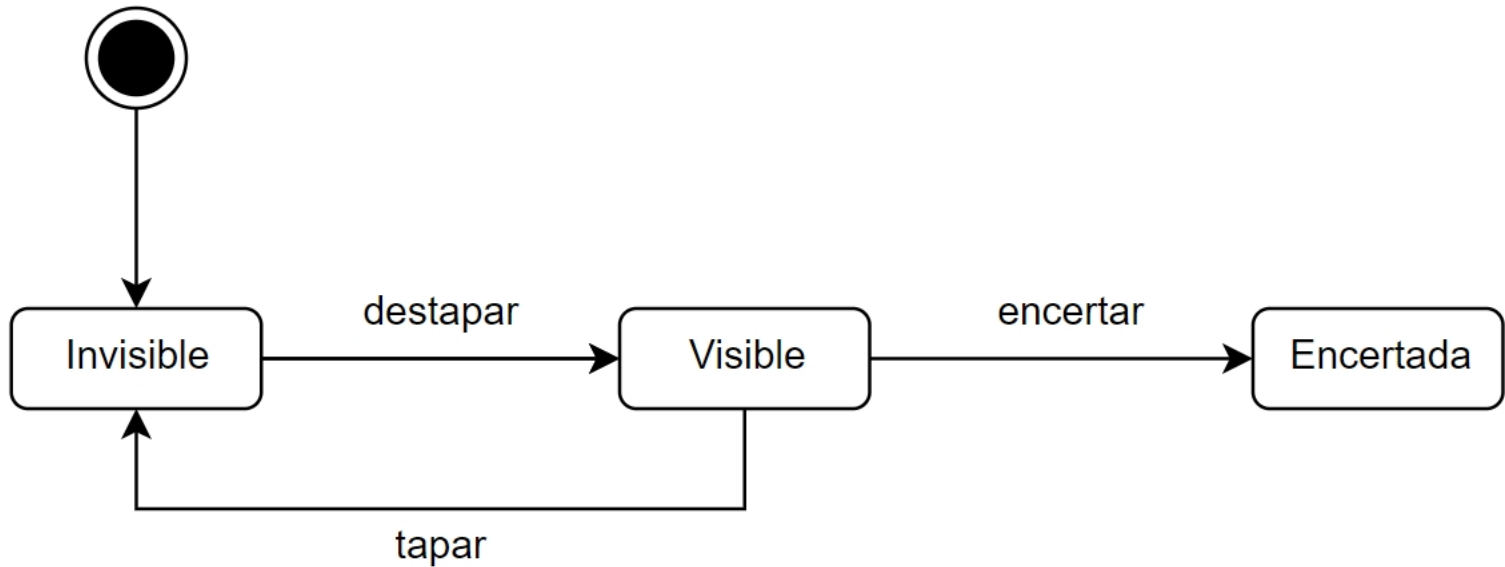 destapar
encertar
Invisible
Visible
Encertada
tapar